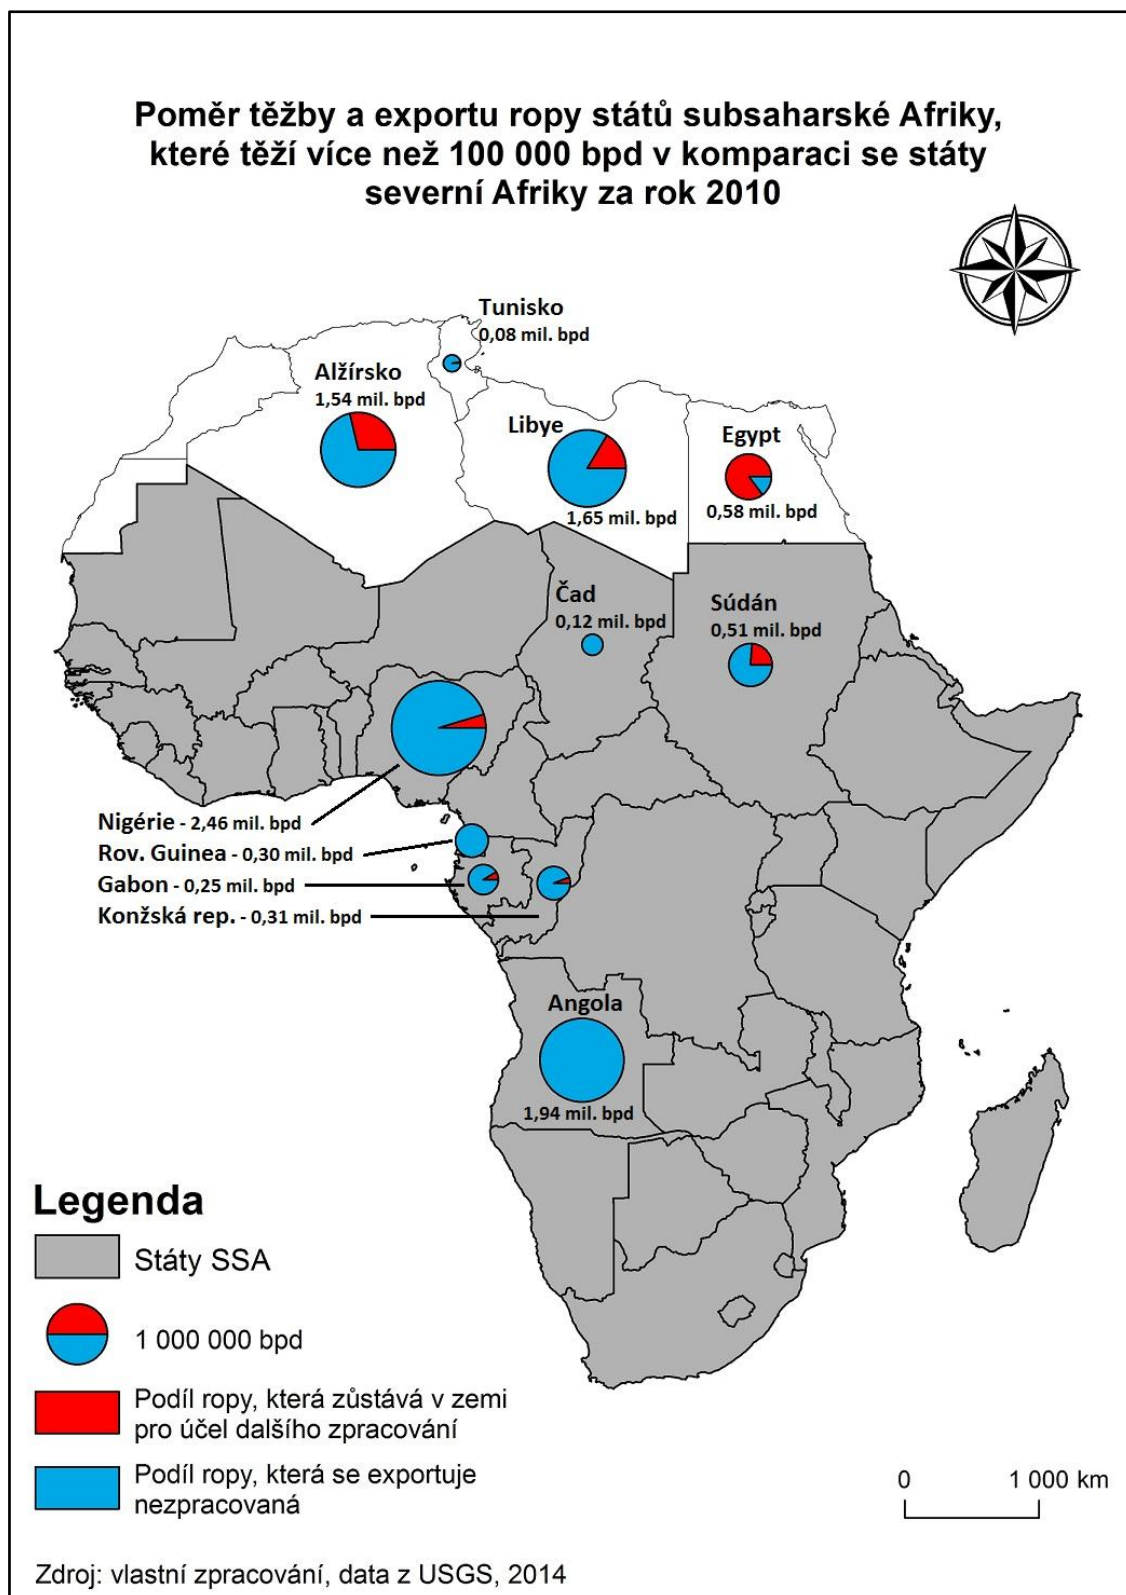 Poměr těžby a exportu ropy států subsaharské Afriky,
které těží více než 100 000 bpd v komparaci se státy
severní Afriky za rok 2010
Tunisko
0,08 mil. bpd
Alžírsko
1,54 mil. bpd
Libye
1,65 mil. bpd
Egypt
0,58 mil. bpd
Čad
0,12 mil. bpd
Súdán
0,51 mil. bpd
Nigérie - 2,46 mil. bpd
Rov. Guinea - 0,30 mil. bpd
Gabon - 0,25 mil. bpd
Konžská rep. - 0,31 mil. bpd
Angola
1,94 mil. bpd
Legenda
Státy SSA
1 000 000 bpd
Podíl ropy, která zůstává v zemi
pro účel dalšího zpracování
Podíl ropy, která se exportuje
nezpracovaná
0 1 000 km
Zdroj: vlastní zpracování, data z USGS, 2014